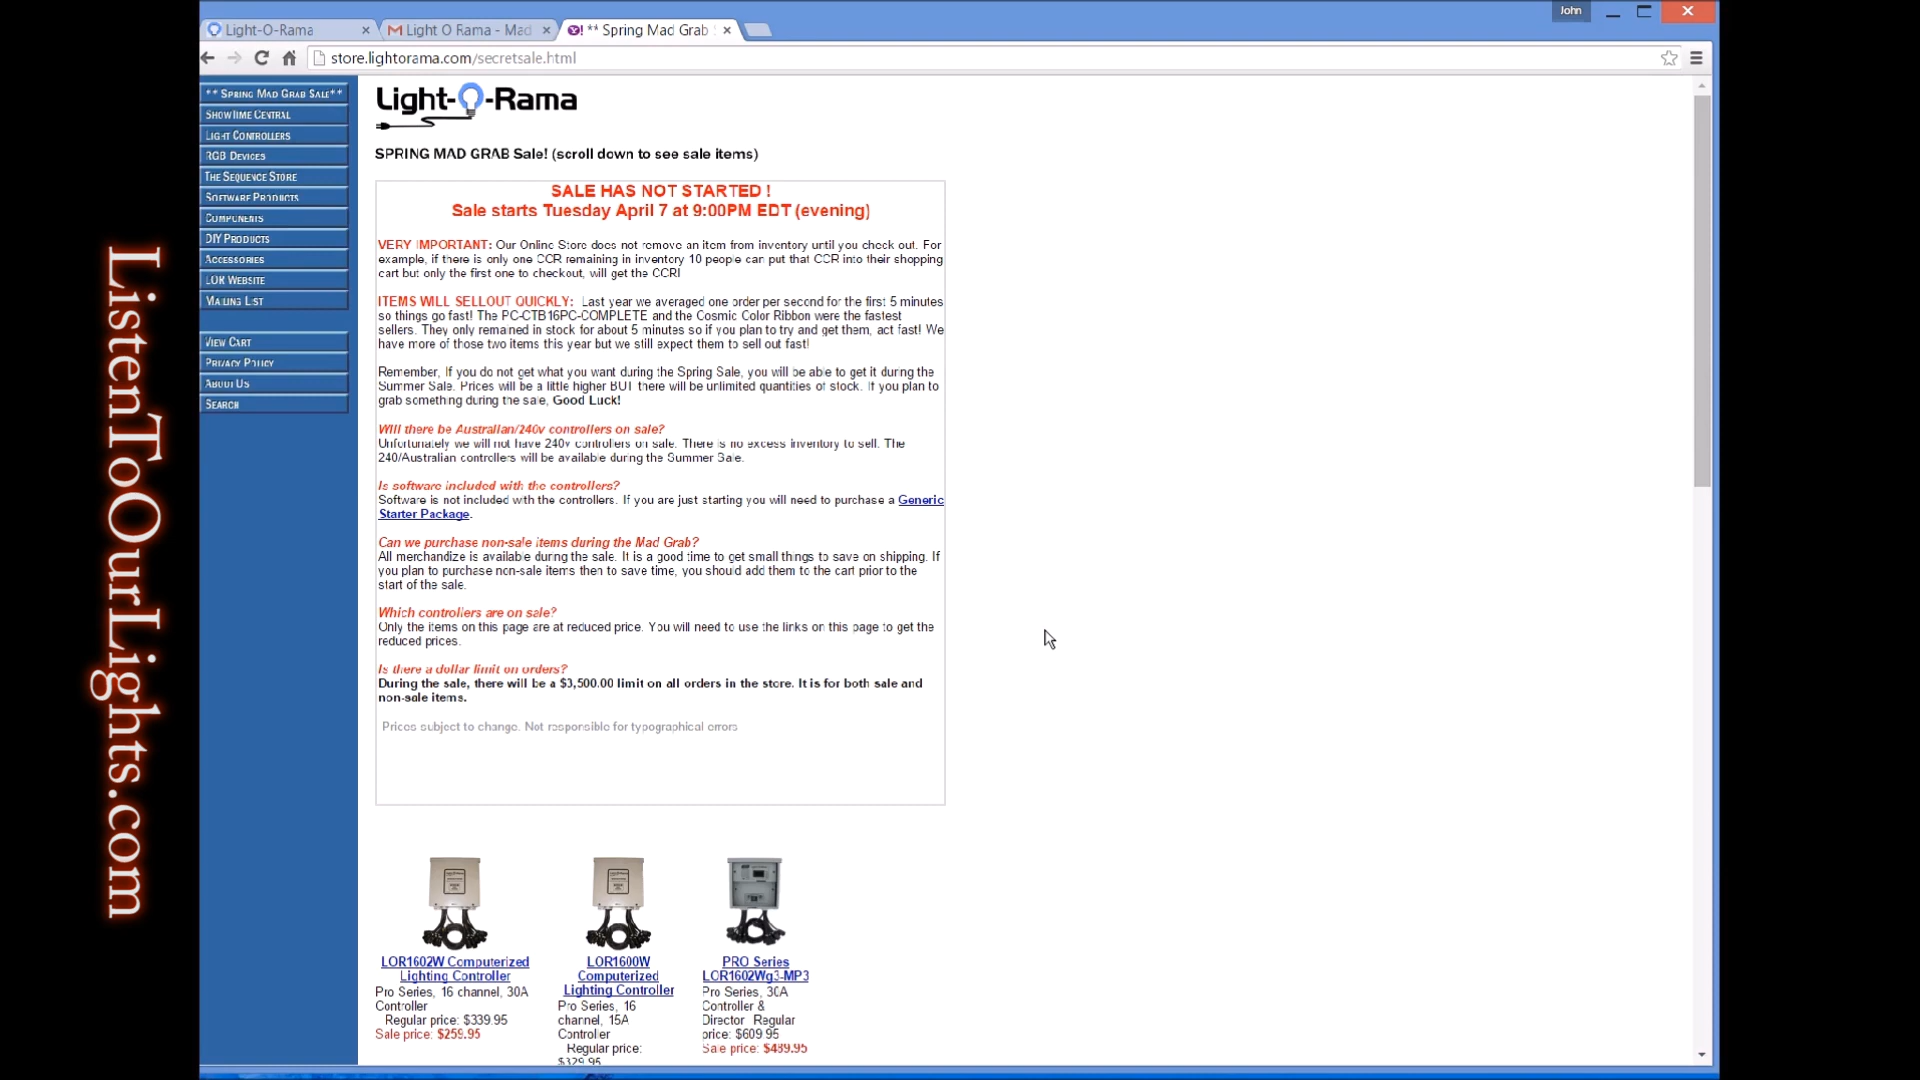 John
Light-O-Rama
Light O Rama - Mad
** Spring Mad Grab
store.lightorama.com/secretsale.html
** Spring Mad Grab Sale**
ShowTime Central
Light Controllers
RGB Devices
The Sequence Store
Software Products
Components
DIY Products
Accessories
LOR Website
Mailing List
View Cart
Privacy Policy
About Us
Search
ListenToOurLights.com
Light-O-Rama
SPRING MAD GRAB Sale! (scroll down to see sale items)
SALE HAS NOT STARTED !
Sale starts Tuesday April 7 at 9:00PM EDT (evening)
VERY IMPORTANT: Our Online Store does not remove an item from inventory until you check out. For
example, if there is only one CCR remaining in inventory 10 people can put that CCR into their shopping
cart but only the first one to checkout, will get the CCR!
ITEMS WILL SELLOUT QUICKLY: Last year we averaged one order per second for the first 5 minutes
so things go fast! The PC-CTB16PC-COMPLETE and the Cosmic Color Ribbon were the fastest
sellers. They only remained in stock for about 5 minutes so if you plan to try and get them, act fast! We
have more of those two items this year but we still expect them to sell out fast!
Remember, If you do not get what you want during the Spring Sale, you will be able to get it during the
Summer Sale. Prices will be a little higher BUT there will be unlimited quantities of stock. If you plan to
grab something during the sale, Good Luck!
Will there be Australian/240v controllers on sale?
Unfortunately we will not have 240v controllers on sale. There is no excess inventory to sell. The
240/Australian controllers will be available during the Summer Sale.
Is software included with the controllers?
Software is not included with the controllers. If you are just starting you will need to purchase a Generic
Starter Package.
Can we purchase non-sale items during the Mad Grab?
All merchandize is available during the sale. It is a good time to get small things to save on shipping. If
you plan to purchase non-sale items then to save time, you should add them to the cart prior to the
start of the sale.
Which controllers are on sale?
Only the items on this page are at reduced price. You will need to use the links on this page to get the
reduced prices.
Is there a dollar limit on orders?
During the sale, there will be a $3,500.00 limit on all orders in the store. It is for both sale and
non-sale items.
Prices subject to change. Not responsible for typographical errors
LOR1602W Computerized
Lighting Controller
Pro Series, 16 channel, 30A
Controller
Regular price: $339.95
Sale price: $259.95
LOR1600W
Computerized
Lighting Controller
Pro Series, 16
channel, 15A
Controller
Regular price:
$329.95
PRO Series
LOR1602Wg3-MP3
Pro Series, 30A
Controller &
Director Regular
price: $609.95
Sale price: $489.95